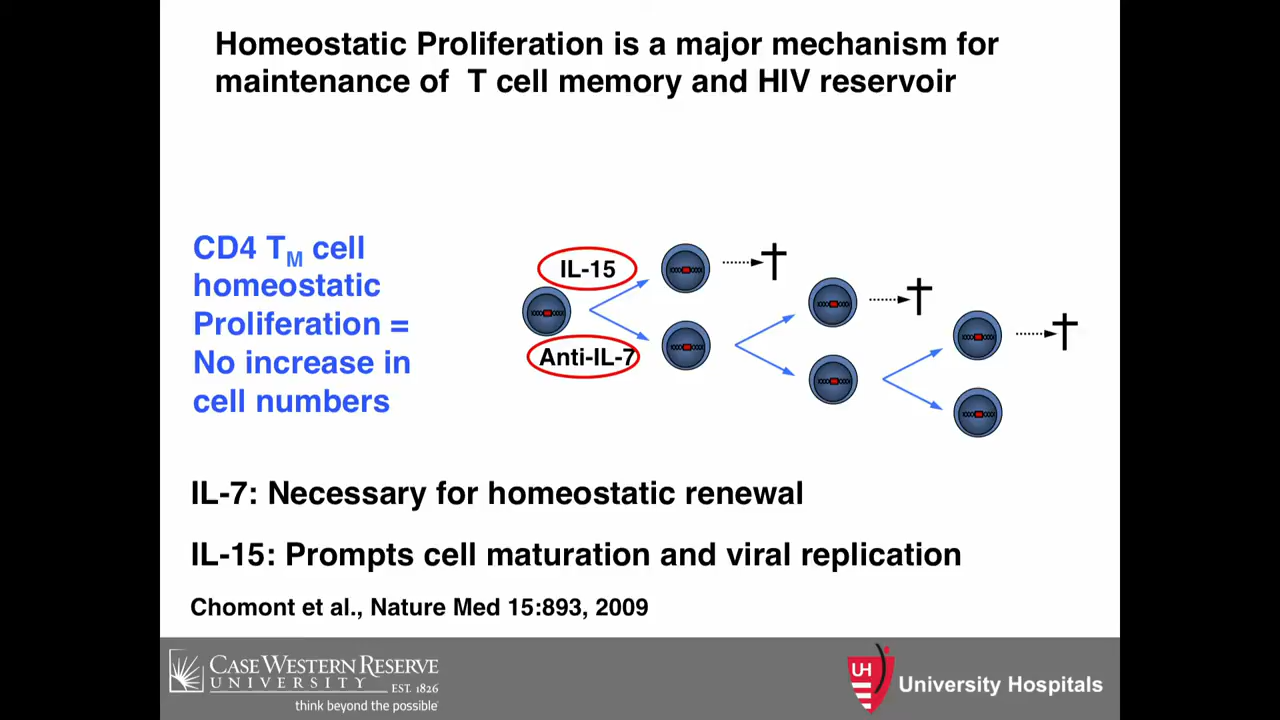 Homeostatic Proliferation is a major mechanism for
maintenance of T cell memory and HIV reservoir
CD4 TM cell
homeostatic
Proliferation =
No increase in
cell numbers
IL-15
Anti-IL-7
IL-7: Necessary for homeostatic renewal
IL-15: Prompts cell maturation and viral replication
Chomont et al., Nature Med 15:893, 2009
CASE WESTERN RESERVE
UNIVERSITY EST. 1826
think beyond the possible
UH
University Hospitals